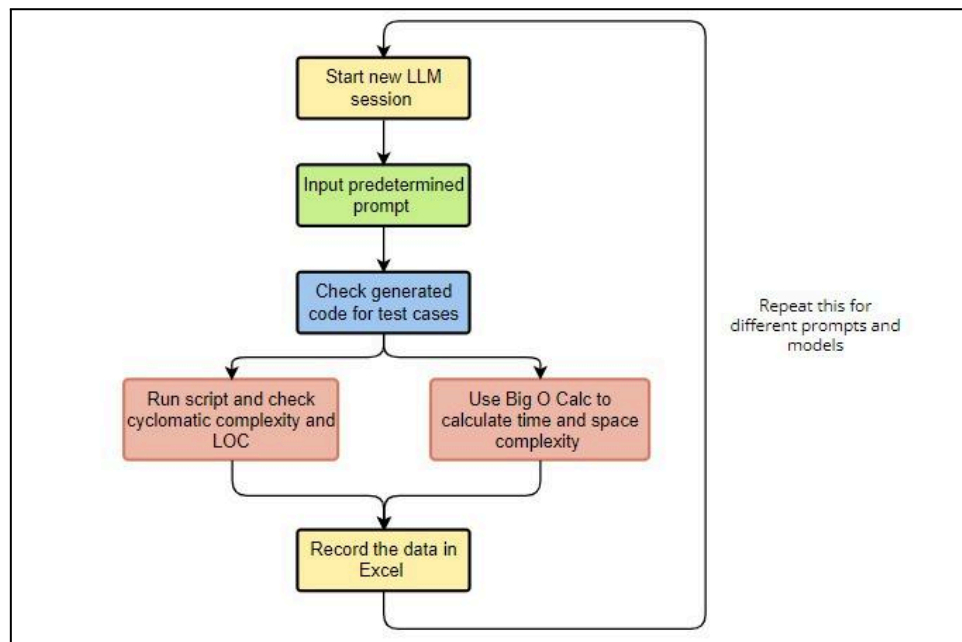 Start new LLM
session
Input predetermined
prompt
Check generated
code for test cases
Repeat this for
different prompts and
models
Run script and check
cyclomatic complexity and
LOC
Use Big O Calc to
calculate time and space
complexity
Record the data in
Excel